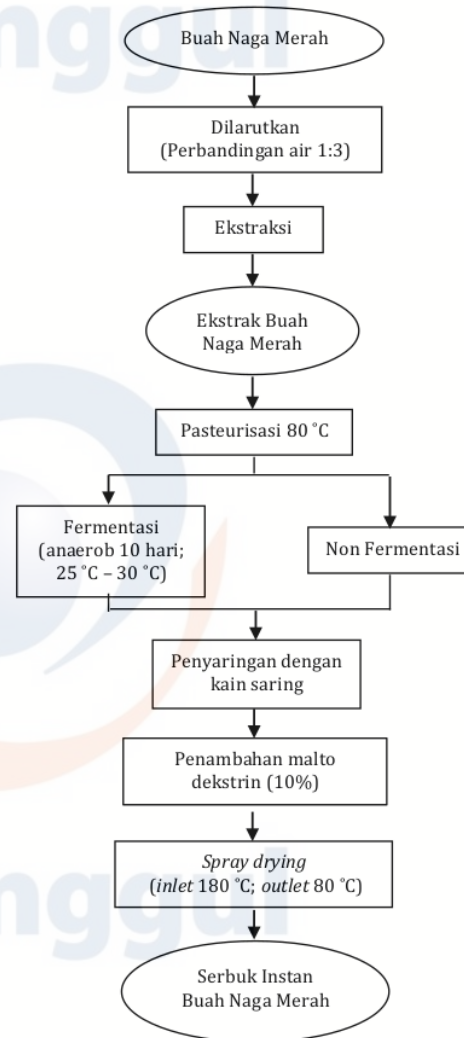 nggul
Buah Naga Merah
Dilarutkan
(Perbandingan air 1:3)
Ekstraksi
Ekstrak Buah
Naga Merah
Pasteurisasi 80 ˚C
Fermentasi
(anaerob 10 hari;
25 ˚C – 30 ˚C)
Non Fermentasi
Penyaringan dengan
kain saring
Penambahan malto
dekstrin (10%)
Spray drying
(inlet 180 ˚C; outlet 80 ˚C)
nggul
Serbuk Instan
Buah Naga Merah